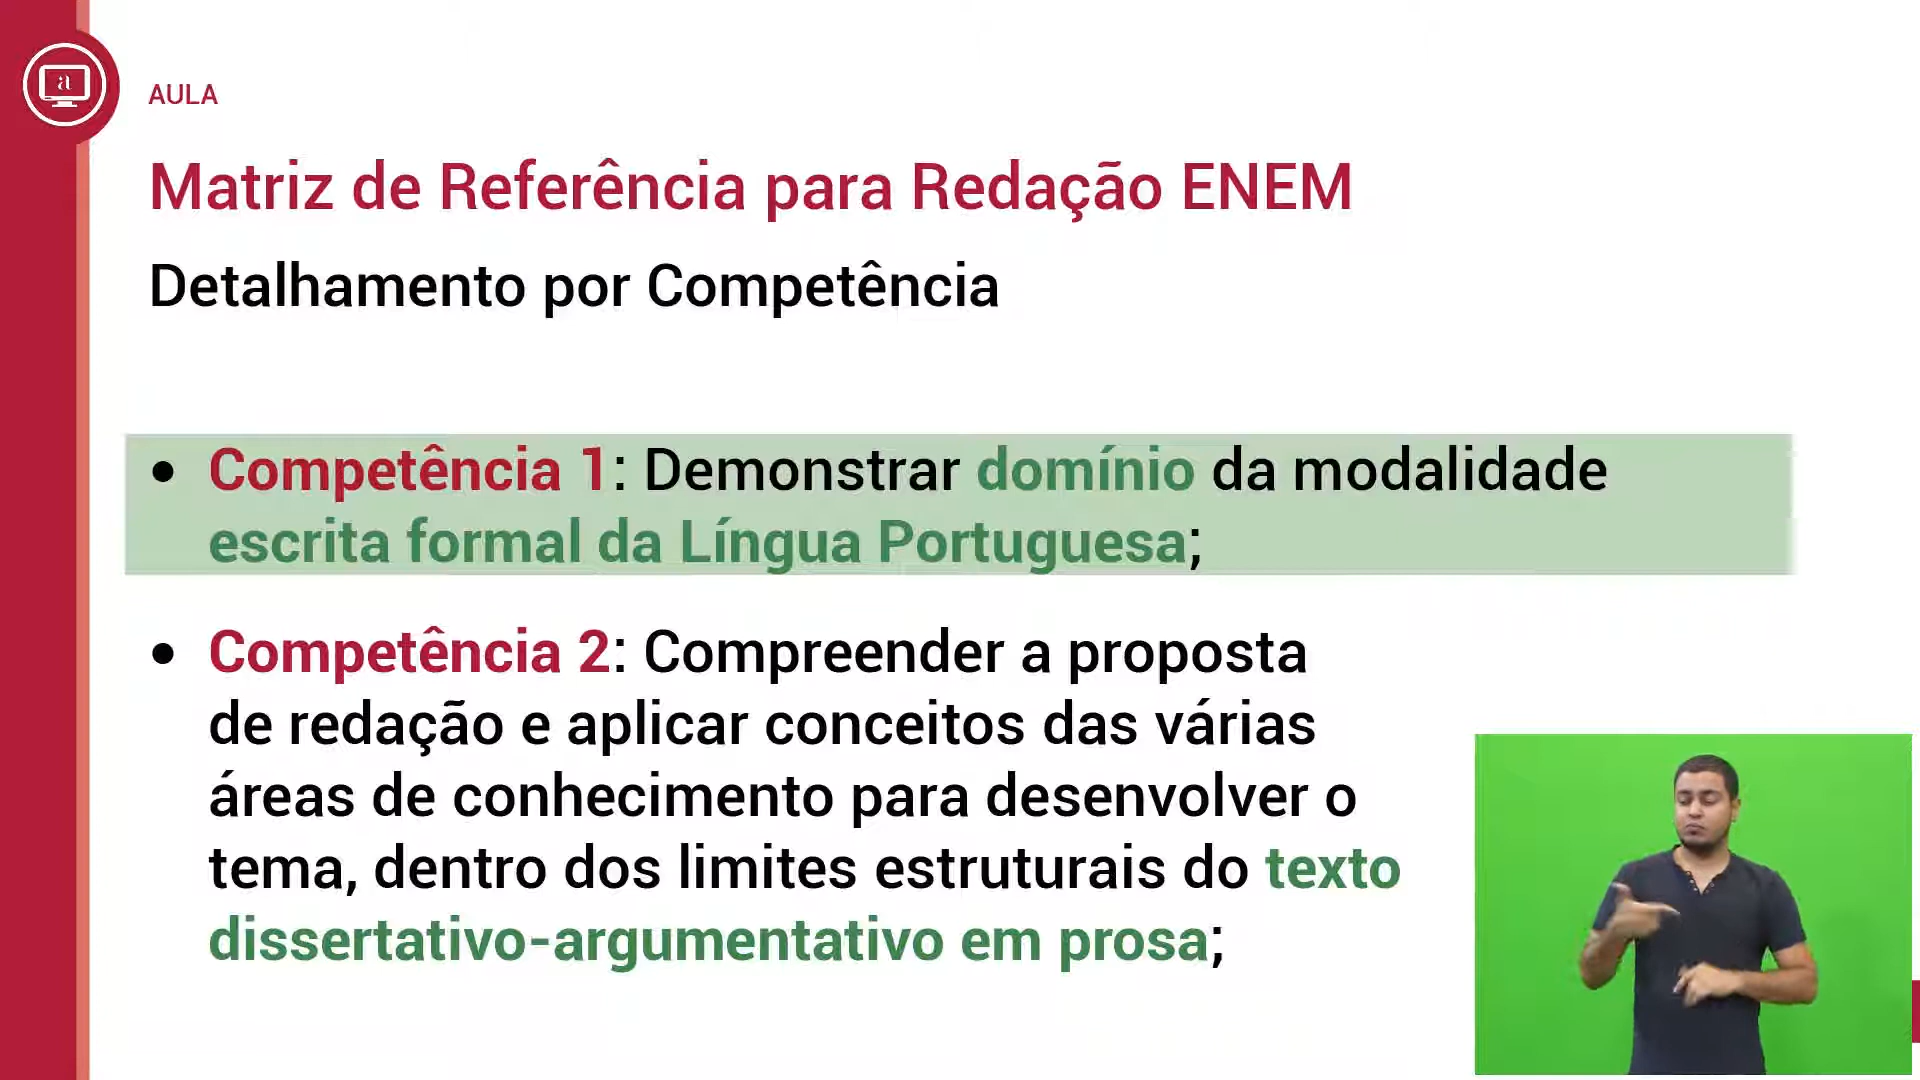 a
AULA
Matriz de Referência para Redação ENEM
Detalhamento por Competência
• Competência 1: Demonstrar domínio da modalidade
escrita formal da Língua Portuguesa;
• Competência 2: Compreender a proposta
de redação e aplicar conceitos das várias
áreas de conhecimento para desenvolver o
tema, dentro dos limites estruturais do texto
dissertativo-argumentativo em prosa;